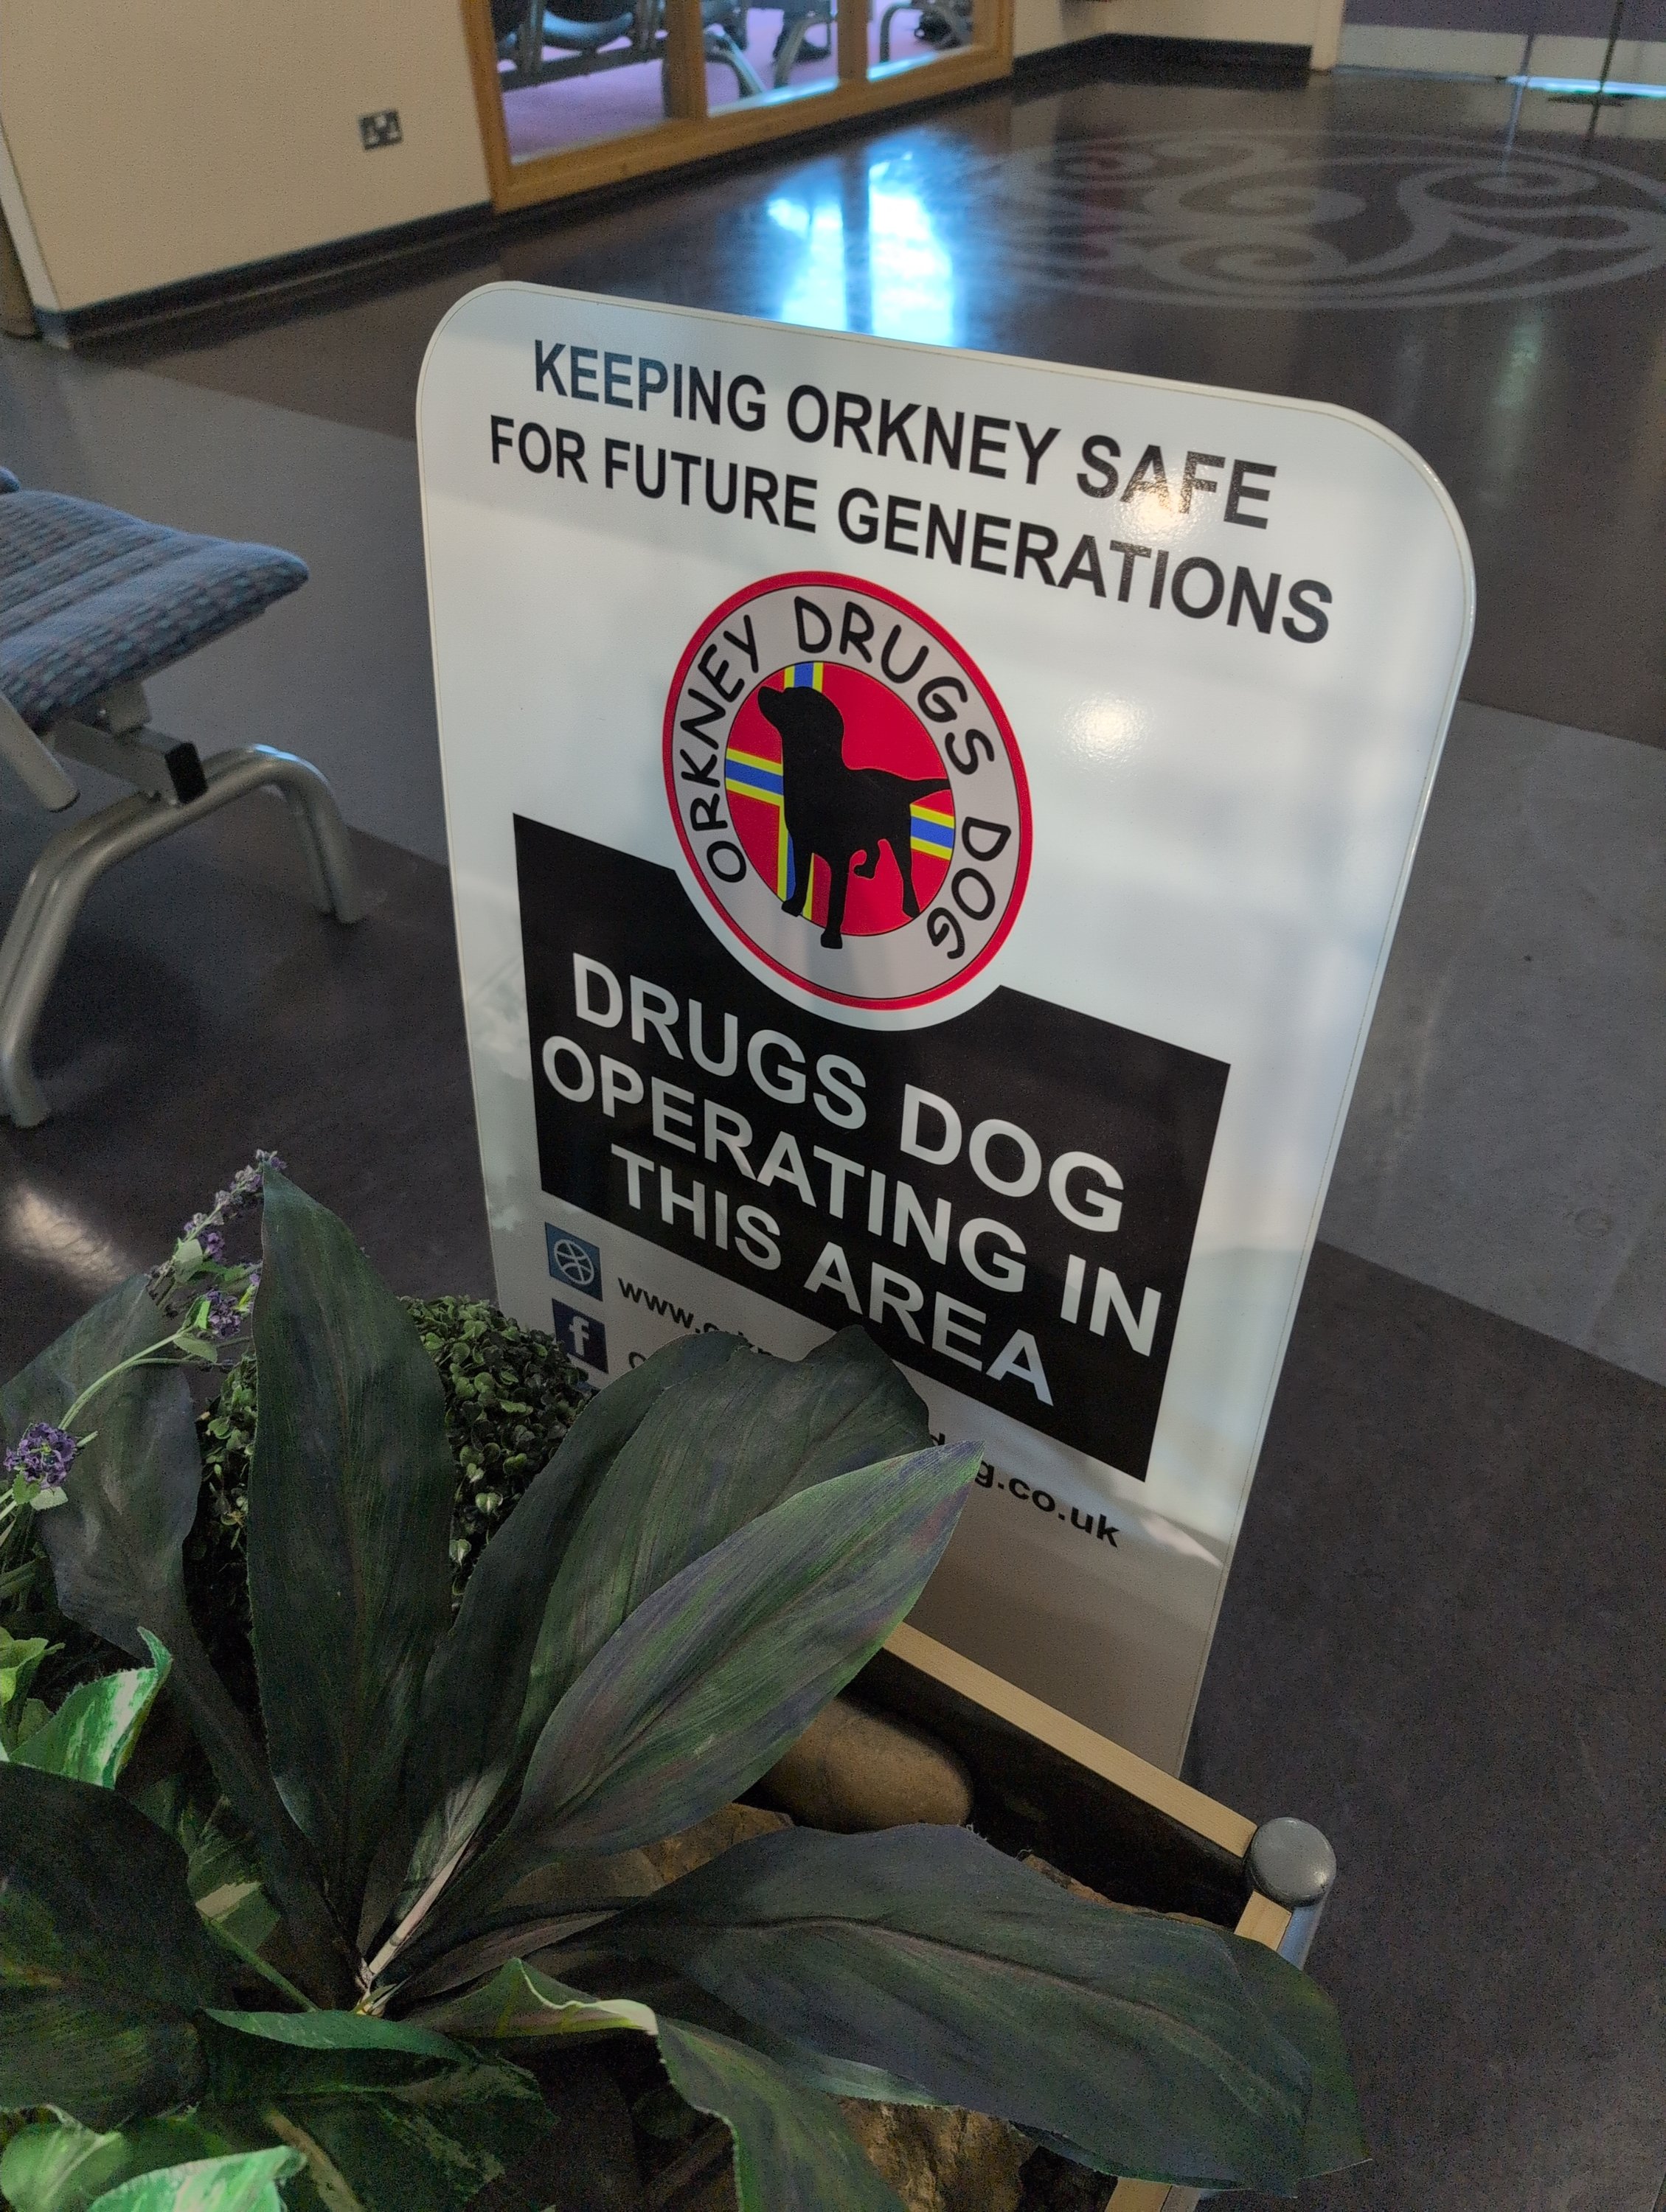 KEEPING ORKNEY SAFE
FOR FUTURE GENERATIONS
ORKNEY DRUGS DOG
DRUGS DOG
OPERATING IN
THIS AREA
f